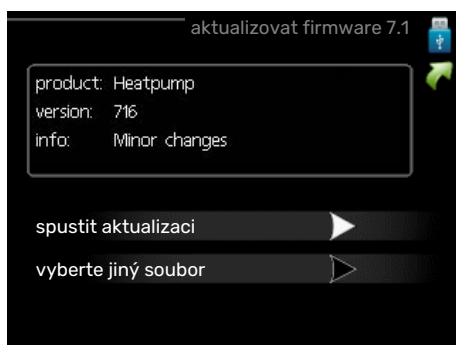 aktualizovat firmware 7.1
product: Heatpump
version: 716
info: Minor changes
spustit aktualizaci
vyberte jiný soubor